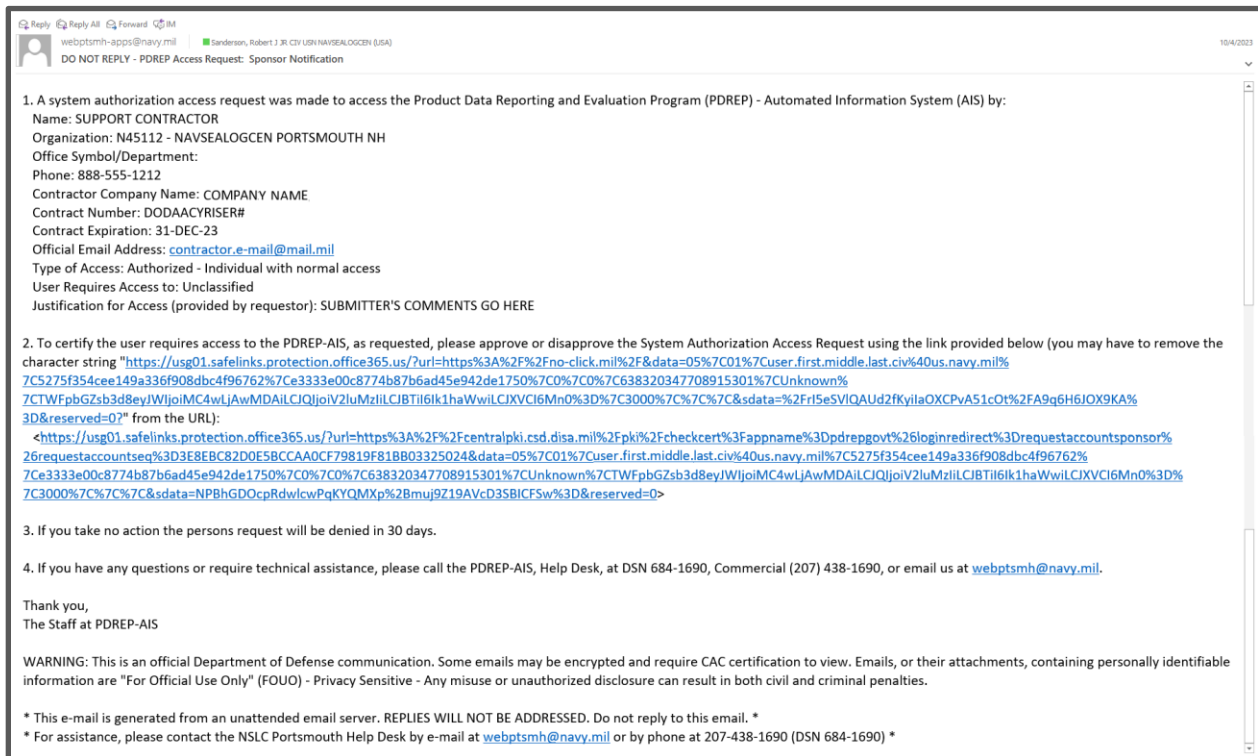 Reply Reply All Forward IM
webptsmh-apps@navy.mil Sanderson, Robert J JR CIV USN NAVSEALOGCEN (USA) 10/4/2023
DO NOT REPLY - PDREP Access Request: Sponsor Notification
1. A system authorization access request was made to access the Product Data Reporting and Evaluation Program (PDREP) - Automated Information System (AIS) by:
Name: SUPPORT CONTRACTOR
Organization: N45112 - NAVSEALOGCEN PORTSMOUTH NH
Office Symbol/Department:
Phone: 888-555-1212
Contractor Company Name: COMPANY NAME
Contract Number: DODAACYRISER#
Contract Expiration: 31-DEC-23
Official Email Address: contractor.e-mail@mail.mil
Type of Access: Authorized - Individual with normal access
User Requires Access to: Unclassified
Justification for Access (provided by requestor): SUBMITTER'S COMMENTS GO HERE
2. To certify the user requires access to the PDREP-AIS, as requested, please approve or disapprove the System Authorization Access Request using the link provided below (you may have to remove the
character string "https://usg01.safelinks.protection.office365.us/?url=https%3A%2F%2Fno-click.mil%2F&data=05%7C01%7Cuser.first.middle.last.civ%40us.navy.mil%
7C5275f354cee149a336f908dbc4f96762%7Ce3333e00c8774b87b6ad45e942de1750%7C0%7C0%7C638320347708915301%7CUnknown%
7CTWFpbGZsb3d8eyJWIjoiMC4wLjAwMDAiLCJQIjoiV2luMzIiLCJBTiI6Ik1haWwiLCJXVCI6Mn0%3D%7C3000%7C%7C%7C&sdata=%2FrI5eSVlQAUd2fKyiIaOXCPvA51cOt%2FA9q6H6JOX9KA%
3D&reserved=0?" from the URL):
<https://usg01.safelinks.protection.office365.us/?url=https%3A%2F%2Fcentralpki.csd.disa.mil%2Fpki%2Fcheckcert%3Fappname%3Dpdrepgovt%26loginredirect%3Drequestaccountsponsor%
26requestaccountseq%3D3E8EBC82D0E5BCCAA0CF79819F81BB03325024&data=05%7C01%7Cuser.first.middle.last.civ%40us.navy.mil%7C5275f354cee149a336f908dbc4f96762%
7Ce3333e00c8774b87b6ad45e942de1750%7C0%7C0%7C638320347708915301%7CUnknown%7CTWFpbGZsb3d8eyJWIjoiMC4wLjAwMDAiLCJQIjoiV2luMzIiLCJBTiI6Ik1haWwiLCJXVCI6Mn0%3D%
7C3000%7C%7C%7C&sdata=NPBhGDOcpRdwlcwPqKYQMXp%2Bmuj9Z19AVcD3SBICFSw%3D&reserved=0>
3. If you take no action the persons request will be denied in 30 days.
4. If you have any questions or require technical assistance, please call the PDREP-AIS, Help Desk, at DSN 684-1690, Commercial (207) 438-1690, or email us at webptsmh@navy.mil.
Thank you,
The Staff at PDREP-AIS
WARNING: This is an official Department of Defense communication. Some emails may be encrypted and require CAC certification to view. Emails, or their attachments, containing personally identifiable
information are "For Official Use Only" (FOUO) - Privacy Sensitive - Any misuse or unauthorized disclosure can result in both civil and criminal penalties.
* This e-mail is generated from an unattended email server. REPLIES WILL NOT BE ADDRESSED. Do not reply to this email. *
* For assistance, please contact the NSLC Portsmouth Help Desk by e-mail at webptsmh@navy.mil or by phone at 207-438-1690 (DSN 684-1690) *